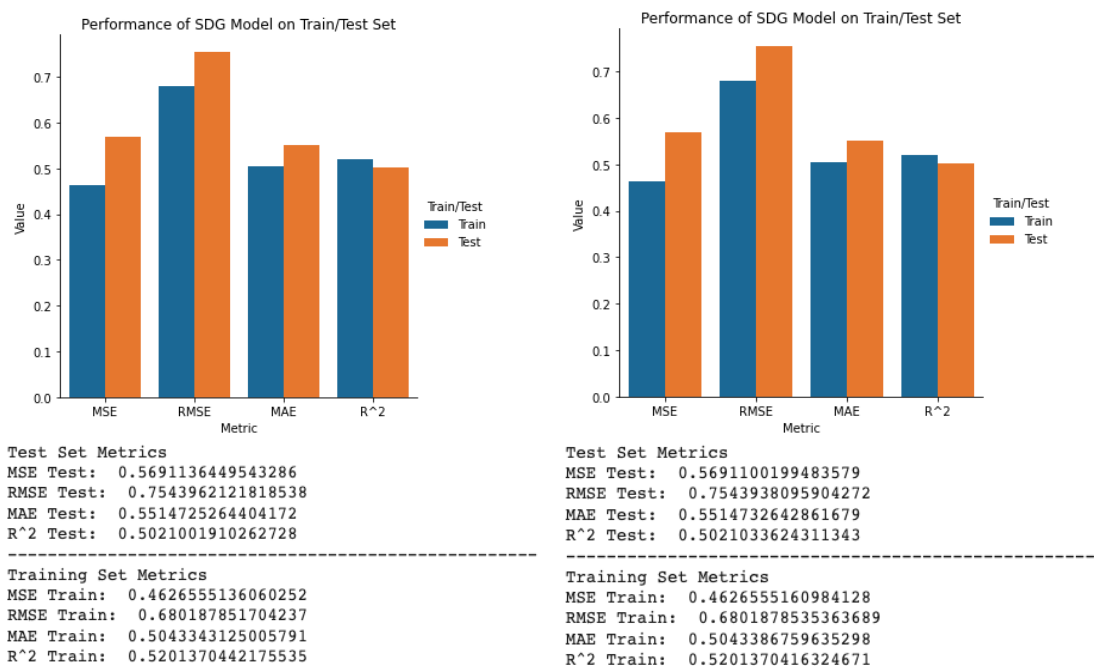 Performance of SDG Model on Train/Test Set
0.7
0.6
0.5
0.4
0.3
0.2
0.1
0.0
Value
MSE
RMSE
MAE
R^2
Metric
Train/Test
Train
Test
Test Set Metrics
MSE Test: 0.5691136449543286
RMSE Test: 0.7543962121818538
MAE Test: 0.5514725264404172
R^2 Test: 0.5021001910262728
-----------------------------------------------------
Training Set Metrics
MSE Train: 0.4626555136060252
RMSE Train: 0.680187851704237
MAE Train: 0.5043343125005791
R^2 Train: 0.5201370442175535
Performance of SDG Model on Train/Test Set
0.7
0.6
0.5
0.4
0.3
0.2
0.1
0.0
Value
MSE
RMSE
MAE
R^2
Metric
Train/Test
Train
Test
Test Set Metrics
MSE Test: 0.5691100199483579
RMSE Test: 0.7543938095904272
MAE Test: 0.5514732642861679
R^2 Test: 0.5021033624311343
-----------------------------------------------------
Training Set Metrics
MSE Train: 0.4626555160984128
RMSE Train: 0.6801878535363689
MAE Train: 0.5043386759635298
R^2 Train: 0.5201370416324671